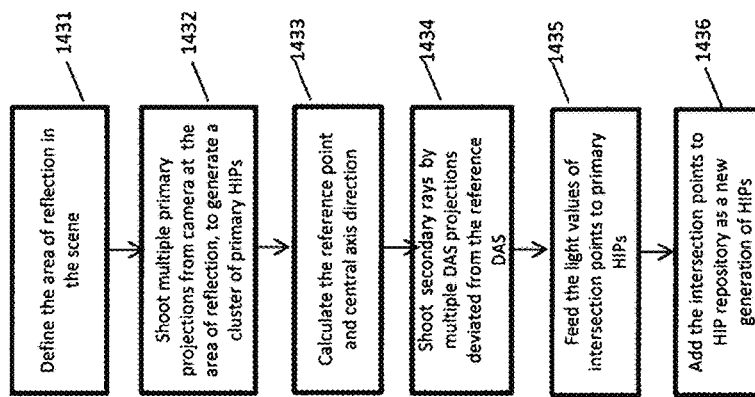 1431
Define the area of reflection in
the scene
1432
Shoot multiple primary
projections from camera at the
area of reflection, to generate a
cluster of primary HIPs
1433
Calculate the reference point
and central axis direction
1434
Shoot secondary rays by
multiple DAS projections
deviated from the reference
DAS
1435
Feed the light values of
intersection points to primary
HIPs
1436
Add the intersection points to
HIP repository as a new
generation of HIPs